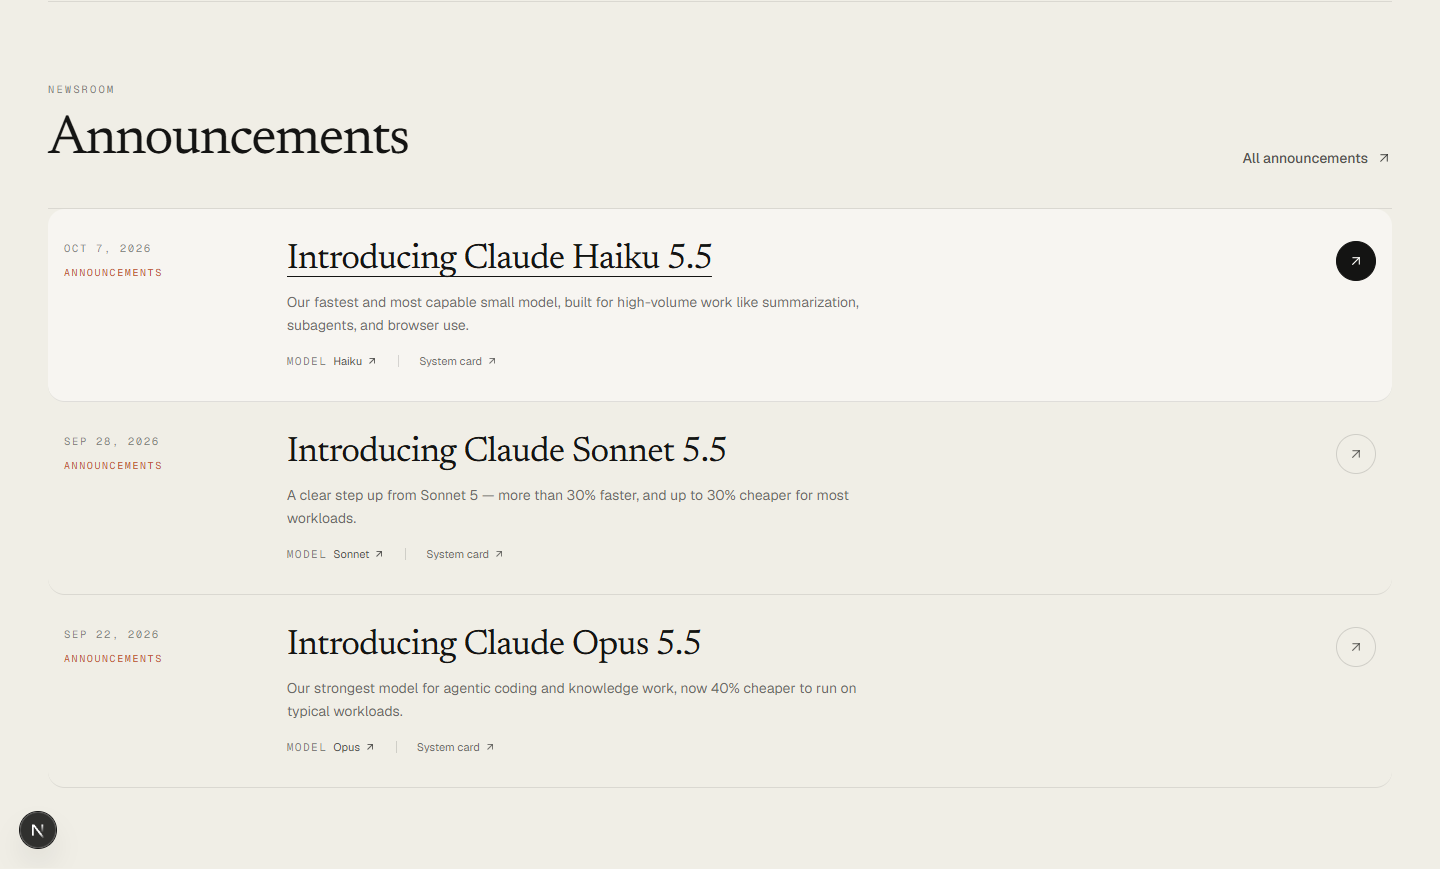 NEWSROOM
Announcements
All announcements
OCT 7, 2026
ANNOUNCEMENTS
Introducing Claude Haiku 5.5
Our fastest and most capable small model, built for high-volume work like summarization,
subagents, and browser use.
MODEL Haiku
System card
SEP 28, 2026
ANNOUNCEMENTS
Introducing Claude Sonnet 5.5
A clear step up from Sonnet 5 — more than 30% faster, and up to 30% cheaper for most
workloads.
MODEL Sonnet
System card
SEP 22, 2026
ANNOUNCEMENTS
Introducing Claude Opus 5.5
Our strongest model for agentic coding and knowledge work, now 40% cheaper to run on
typical workloads.
MODEL Opus
System card
N